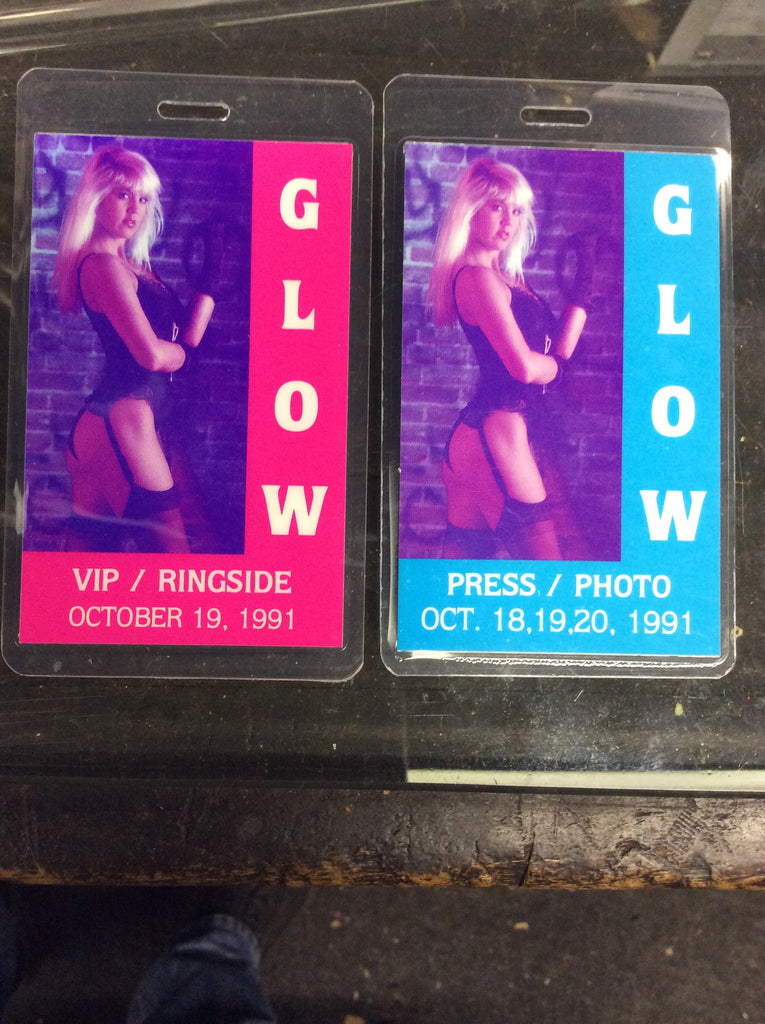 G
L
O
W
VIP / RINGSIDE
OCTOBER 19, 1991
G
L
O
W
PRESS / PHOTO
OCT. 18,19,20, 1991